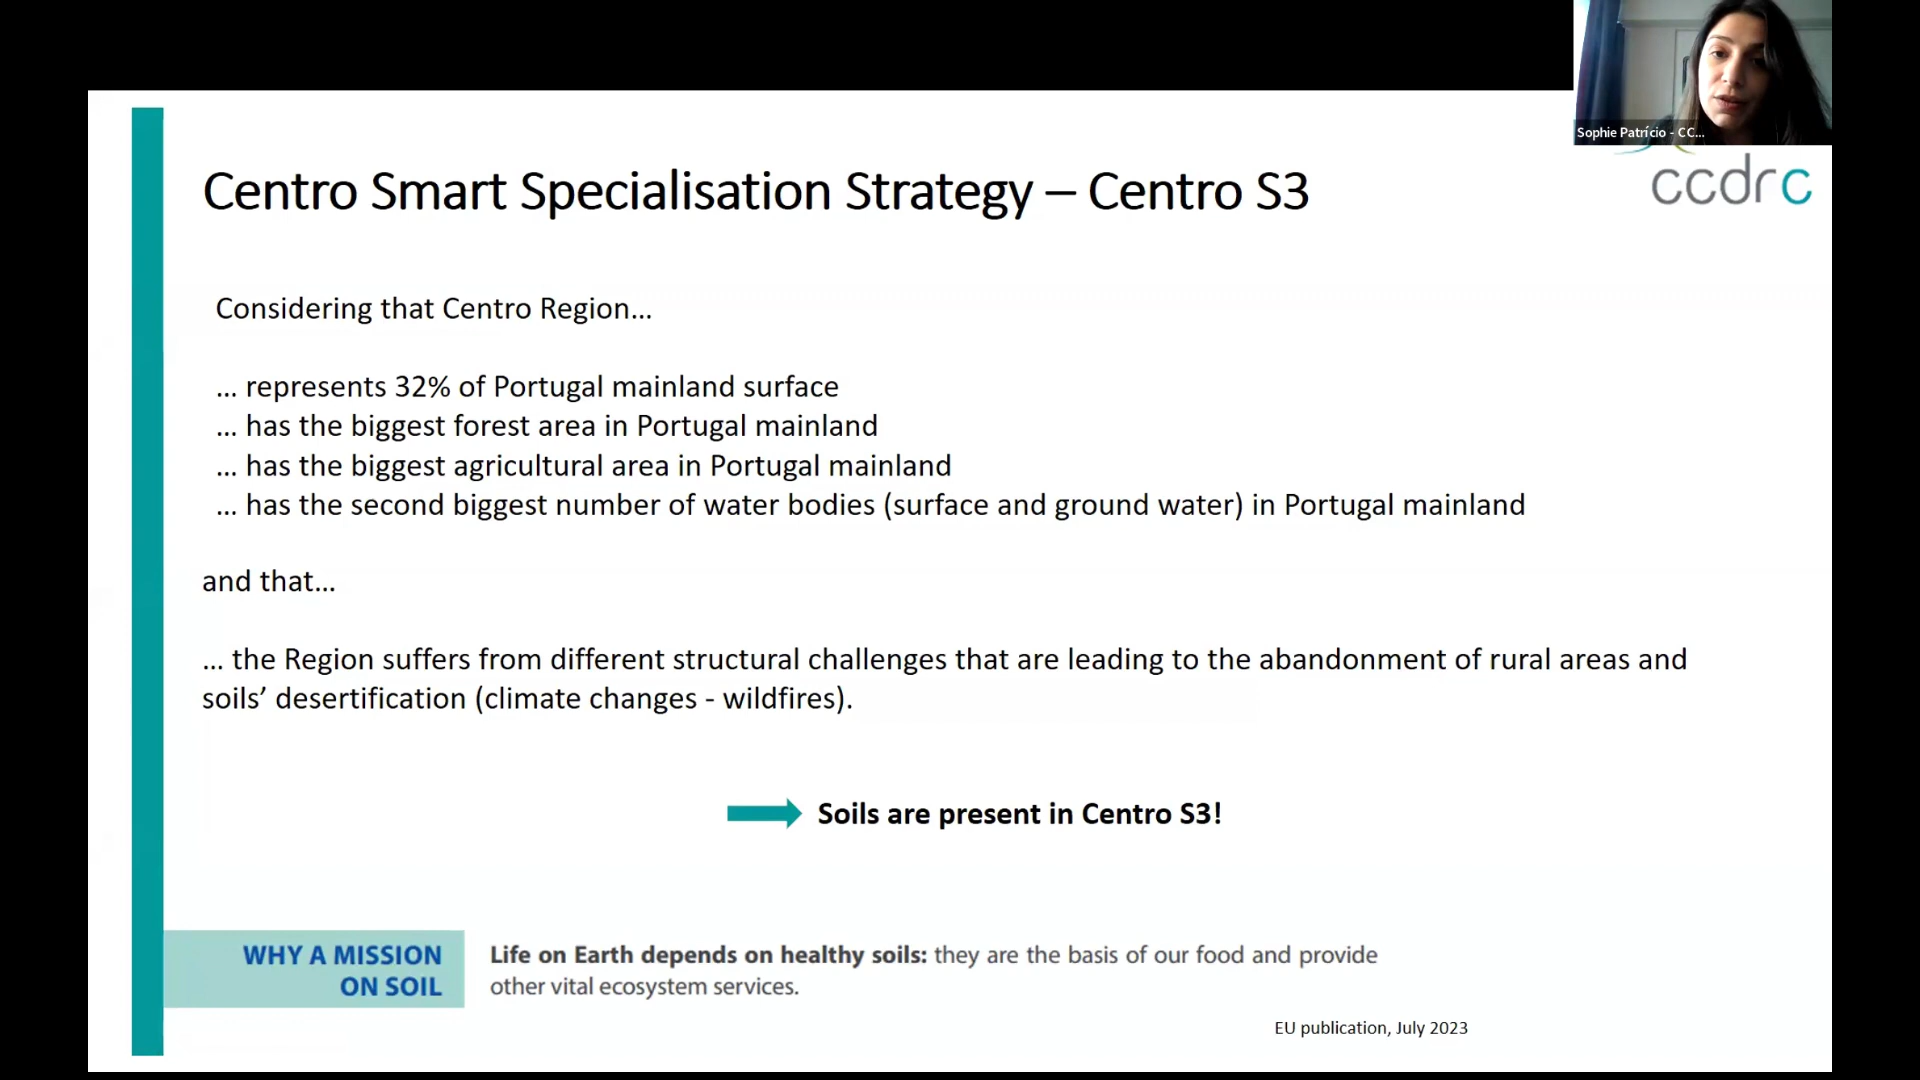 Sophie Patrício - CC...
ccdrc
Centro Smart Specialisation Strategy – Centro S3
Considering that Centro Region...
... represents 32% of Portugal mainland surface
... has the biggest forest area in Portugal mainland
... has the biggest agricultural area in Portugal mainland
... has the second biggest number of water bodies (surface and ground water) in Portugal mainland
and that...
... the Region suffers from different structural challenges that are leading to the abandonment of rural areas and
soils’ desertification (climate changes - wildfires).
Soils are present in Centro S3!
WHY A MISSION
ON SOIL
Life on Earth depends on healthy soils: they are the basis of our food and provide
other vital ecosystem services.
EU publication, July 2023